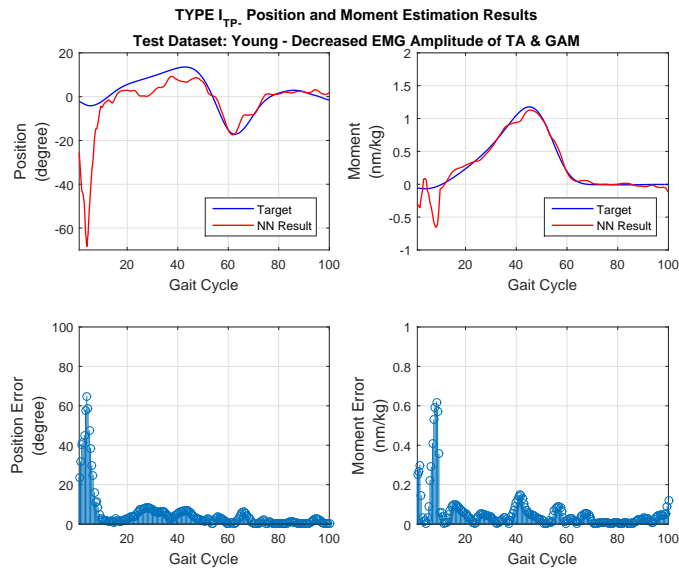 TYPE I_TP- Position and Moment Estimation Results
Test Dataset: Young - Decreased EMG Amplitude of TA & GAM
20
0
-20
-40
-60
Position
(degree)
20 40 60 80 100
Gait Cycle
Target
NN Result
2
1.5
1
0.5
0
-0.5
-1
Moment
(nm/kg)
20 40 60 80 100
Gait Cycle
Target
NN Result
100
80
60
40
20
0
Position Error
(degree)
20 40 60 80 100
Gait Cycle
1
0.8
0.6
0.4
0.2
0
Moment Error
(nm/kg)
20 40 60 80 100
Gait Cycle